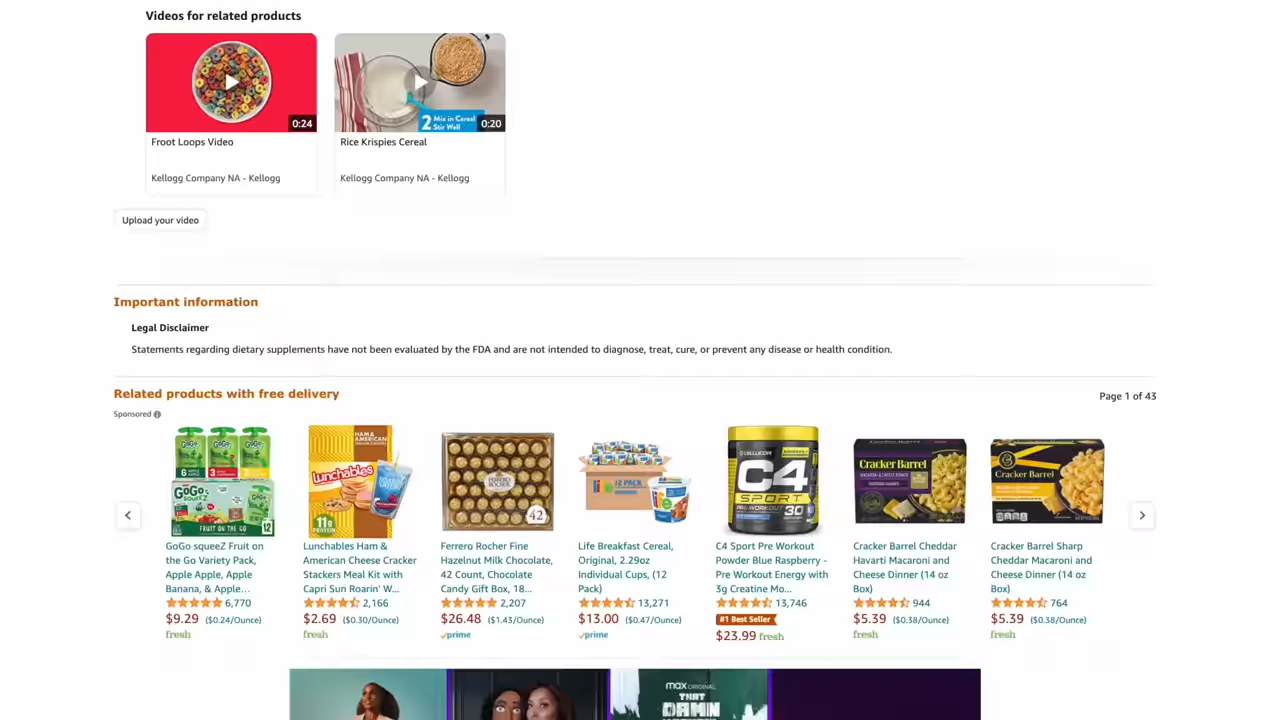 Videos for related products
0:24
2 Mix in Cereal
Stir Well
0:20
Froot Loops Video
Rice Krispies Cereal
Kellogg Company NA - Kellogg
Kellogg Company NA - Kellogg
Upload your video
Important information
Legal Disclaimer
Statements regarding dietary supplements have not been evaluated by the FDA and are not intended to diagnose, treat, cure, or prevent any disease or health condition.
Related products with free delivery
Page 1 of 43
Sponsored
GoGo squeeZ Fruit on
the Go Variety Pack,
Apple Apple, Apple
Banana, & Apple...
6,770
$9.29 ($0.24/Ounce)
fresh
Lunchables Ham &
American Cheese Cracker
Stackers Meal Kit with
Capri Sun Roarin' W...
2,166
$2.69 ($0.30/Ounce)
fresh
Ferrero Rocher Fine
Hazelnut Milk Chocolate,
42 Count, Chocolate
Candy Gift Box, 18...
2,207
$26.48 ($1.43/Ounce)
prime
Life Breakfast Cereal,
Original, 2.29oz
Individual Cups, (12
Pack)
13,271
$13.00 ($0.47/Ounce)
prime
C4 Sport Pre Workout
Powder Blue Raspberry -
Pre Workout Energy with
3g Creatine Mo...
13,746
#1 Best Seller
$23.99 fresh
Cracker Barrel Cheddar
Havarti Macaroni and
Cheese Dinner (14 oz
Box)
944
$5.39 ($0.38/Ounce)
fresh
Cracker Barrel Sharp
Cheddar Macaroni and
Cheese Dinner (14 oz
Box)
764
$5.39 ($0.38/Ounce)
fresh
max ORIGINAL
THAT
DAMN